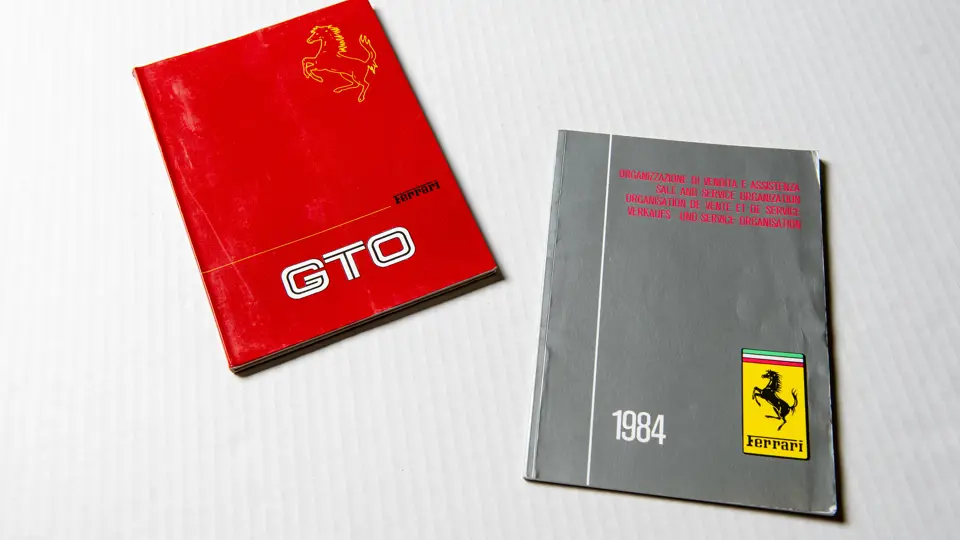 Ferrari
GTO
ORGANIZZAZIONE DI VENDITA E ASSISTENZA
SALE AND SERVICE ORGANIZATION
ORGANISATION DE VENTE ET DE SERVICE
VERKAUFS UND SERVICE ORGANISATION
1984
Ferrari